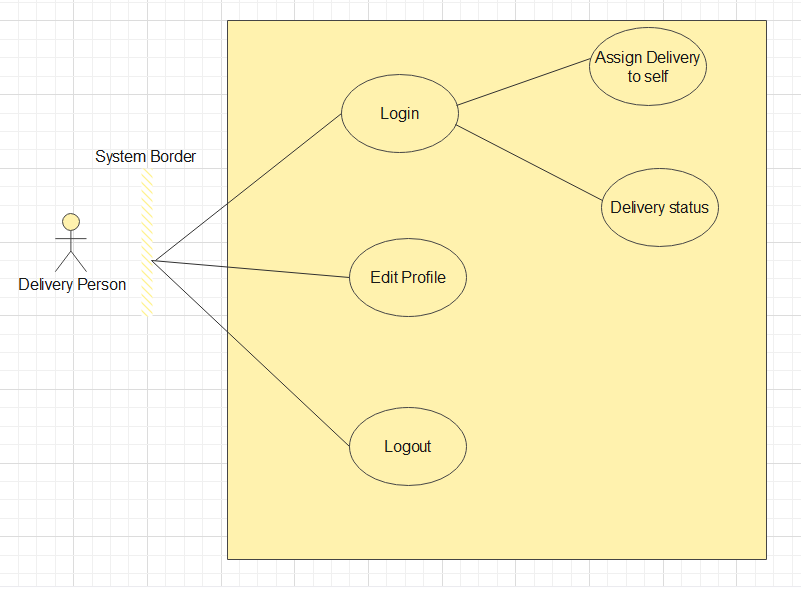 Assign Delivery
to self
Login
System Border
Delivery status
Delivery Person
Edit Profile
Logout